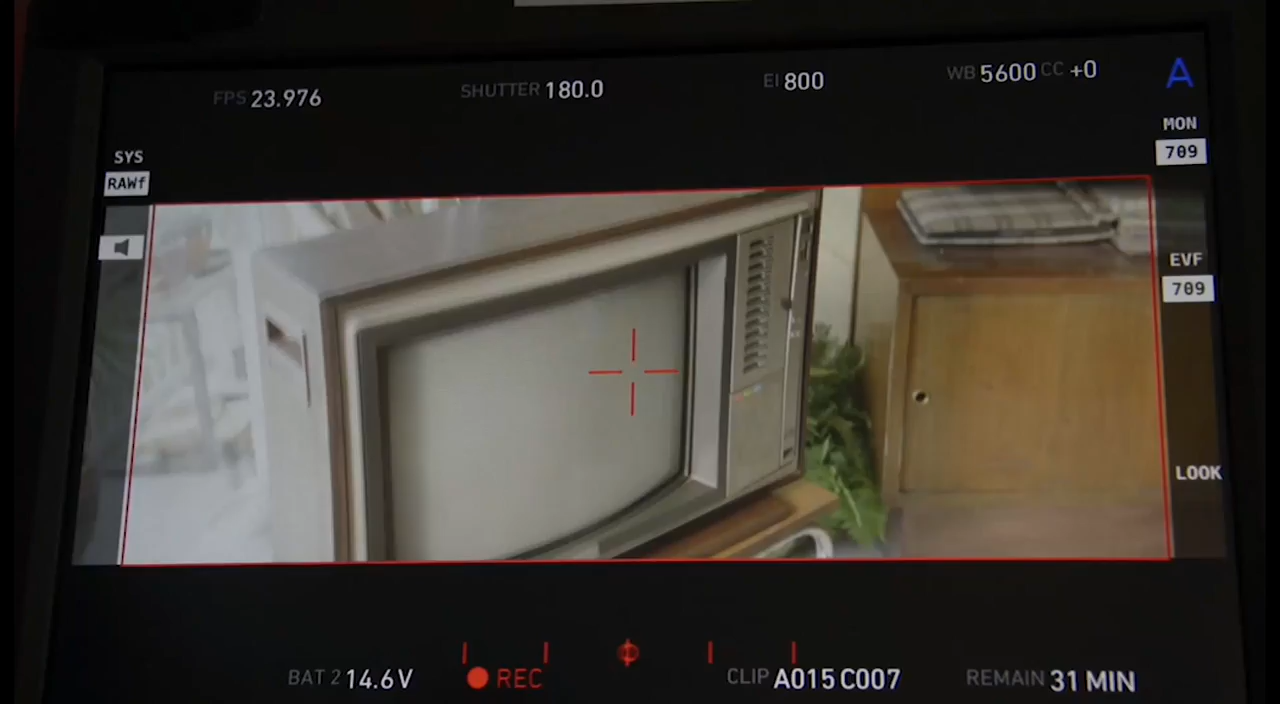 FPS 23.976 SHUTTER 180.0 EI 800 WB 5600 CC +0 A
MON
709
SYS
RAWf
EVF
709
LOOK
BAT 2 14.6 V REC CLIP A015 C007 REMAIN 31 MIN